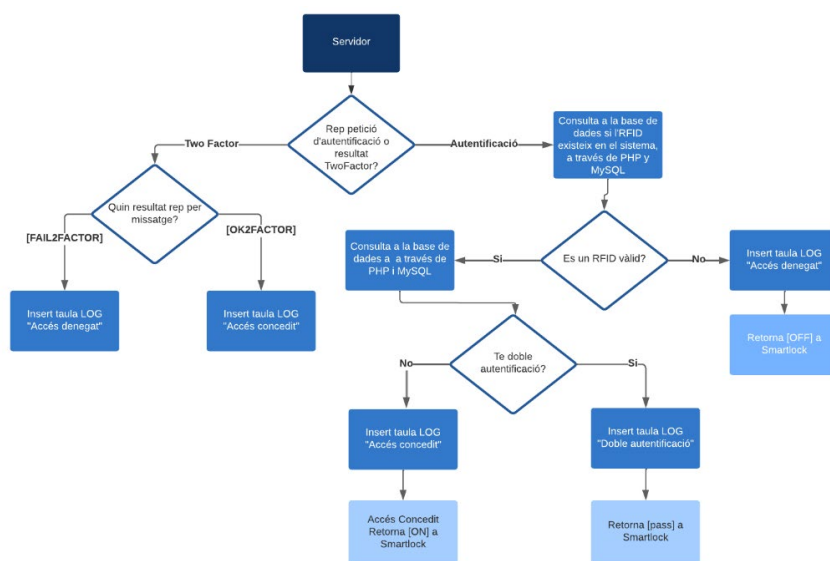 Servidor
Rep petició
d'autentificació o
resultat
TwoFactor?
Two Factor
Autentificació
Consulta a la base de
dades si l'RFID
existeix en el sistema,
a través de PHP y
MySQL
Quin resultat rep per
missatge?
[FAIL2FACTOR]
[OK2FACTOR]
Consulta a la base de
dades a a través de
PHP i MySQL
Si
Es un RFID vàlid?
No
Insert taula LOG
"Accés denegat"
Insert taula LOG
"Accés denegat"
Insert taula LOG
"Accés concedit"
Retorna [OFF] a
Smartlock
Te doble
autentificació?
No
Si
Insert taula LOG
"Accés concedit"
Insert taula LOG
"Doble autentificació"
Accés Concedit
Retorna [ON] a
Smartlock
Retorna [pass] a
Smartlock